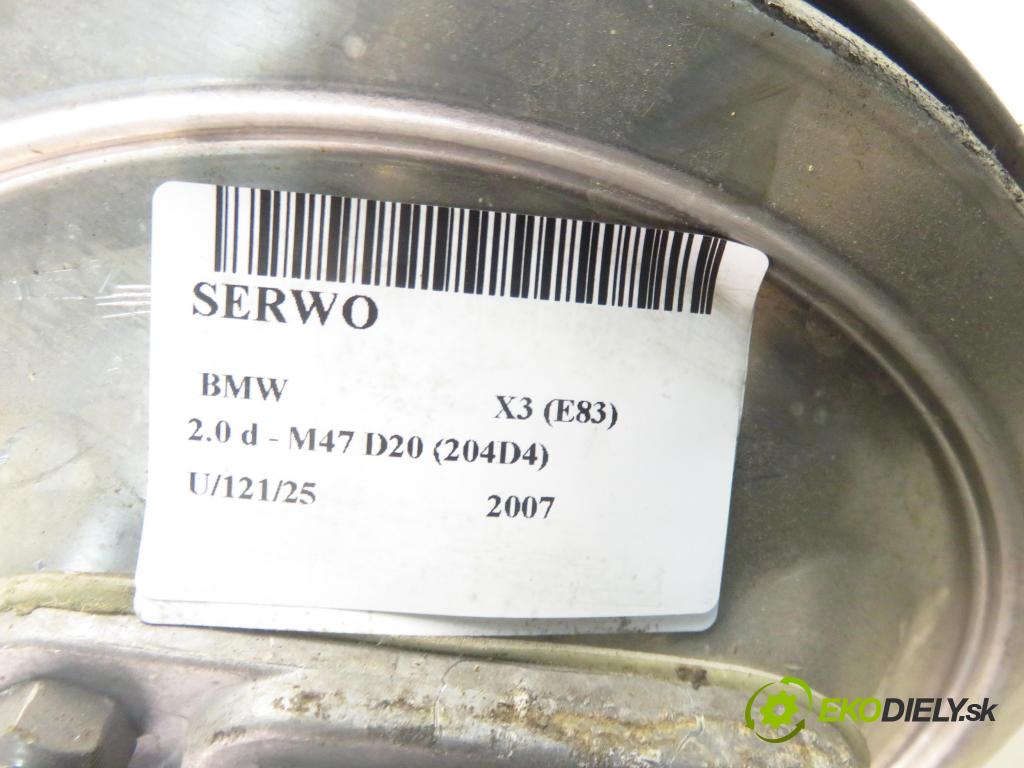 SERWO
BMW X3 (E83)
2.0 d - M47 D20 (204D4)
U/121/25 2007
EKODIELY.sk